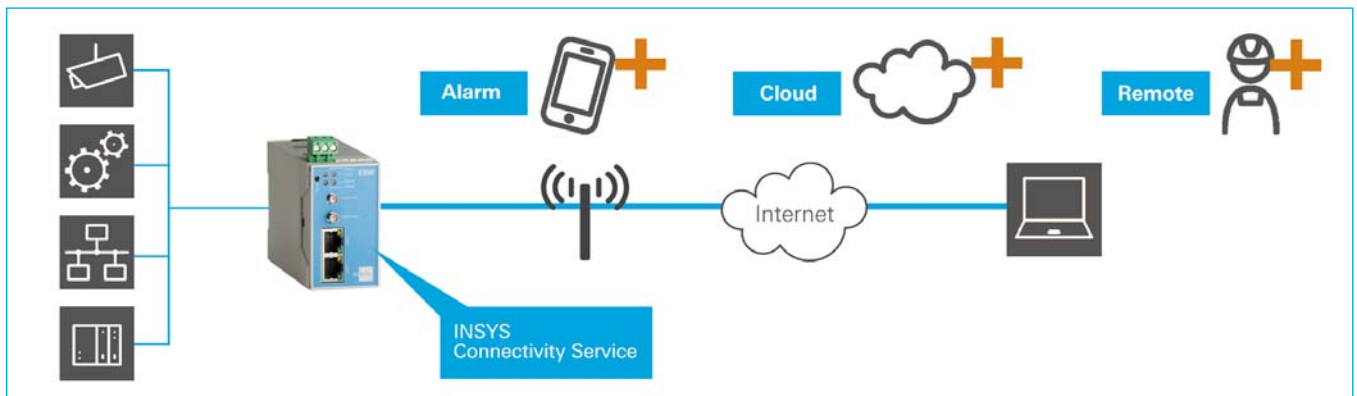 Alarm
Cloud
Remote
Internet
INSYS
Connectivity Service